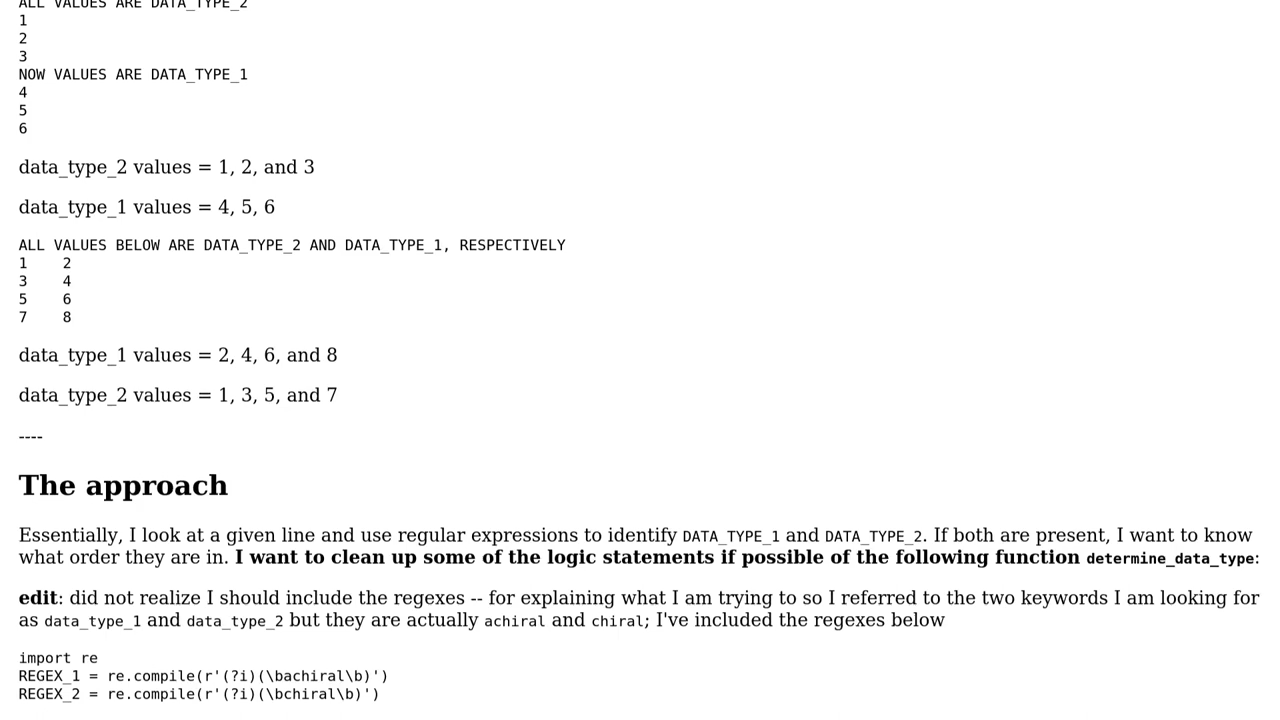 ALL VALUES ARE DATA_TYPE_2
1
2
3
NOW VALUES ARE DATA_TYPE_1
4
5
6
data_type_2 values = 1, 2, and 3
data_type_1 values = 4, 5, 6
ALL VALUES BELOW ARE DATA_TYPE_2 AND DATA_TYPE_1, RESPECTIVELY
1    2
3    4
5    6
7    8
data_type_1 values = 2, 4, 6, and 8
data_type_2 values = 1, 3, 5, and 7
----
The approach
Essentially, I look at a given line and use regular expressions to identify DATA_TYPE_1 and DATA_TYPE_2. If both are present, I want to know
what order they are in. I want to clean up some of the logic statements if possible of the following function determine_data_type:
edit: did not realize I should include the regexes -- for explaining what I am trying to so I referred to the two keywords I am looking for
as data_type_1 and data_type_2 but they are actually achiral and chiral; I've included the regexes below
import re
REGEX_1 = re.compile(r'(?i)(\bachiral\b)')
REGEX_2 = re.compile(r'(?i)(\bchiral\b)')